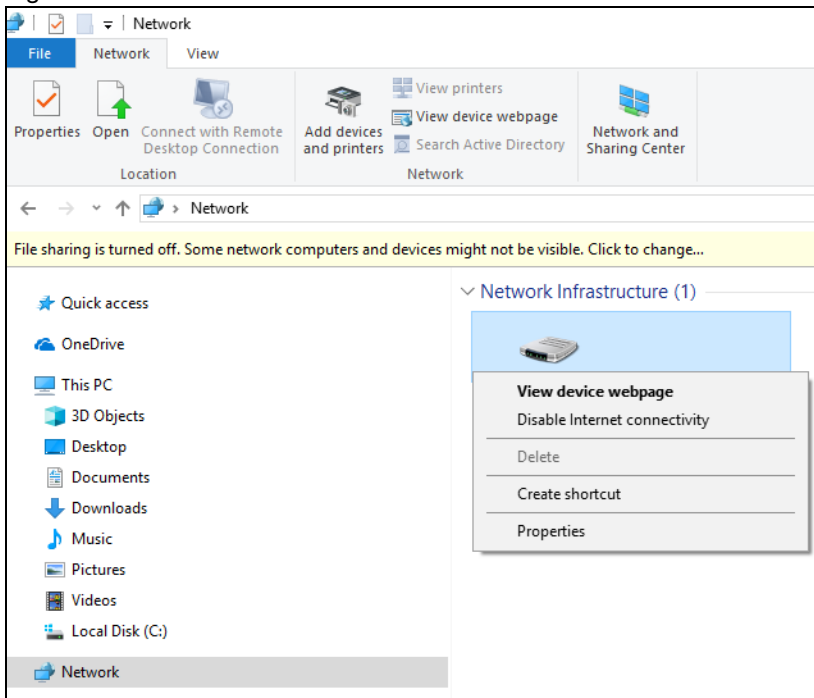 Network
File Network View
Properties Open Connect with Remote Desktop Connection
Location
Add devices and printers
View printers
View device webpage
Search Active Directory
Network
Network and Sharing Center
Network
File sharing is turned off. Some network computers and devices might not be visible. Click to change...
Quick access
OneDrive
This PC
3D Objects
Desktop
Documents
Downloads
Music
Pictures
Videos
Local Disk (C:)
Network
Network Infrastructure (1)
View device webpage
Disable Internet connectivity
Delete
Create shortcut
Properties